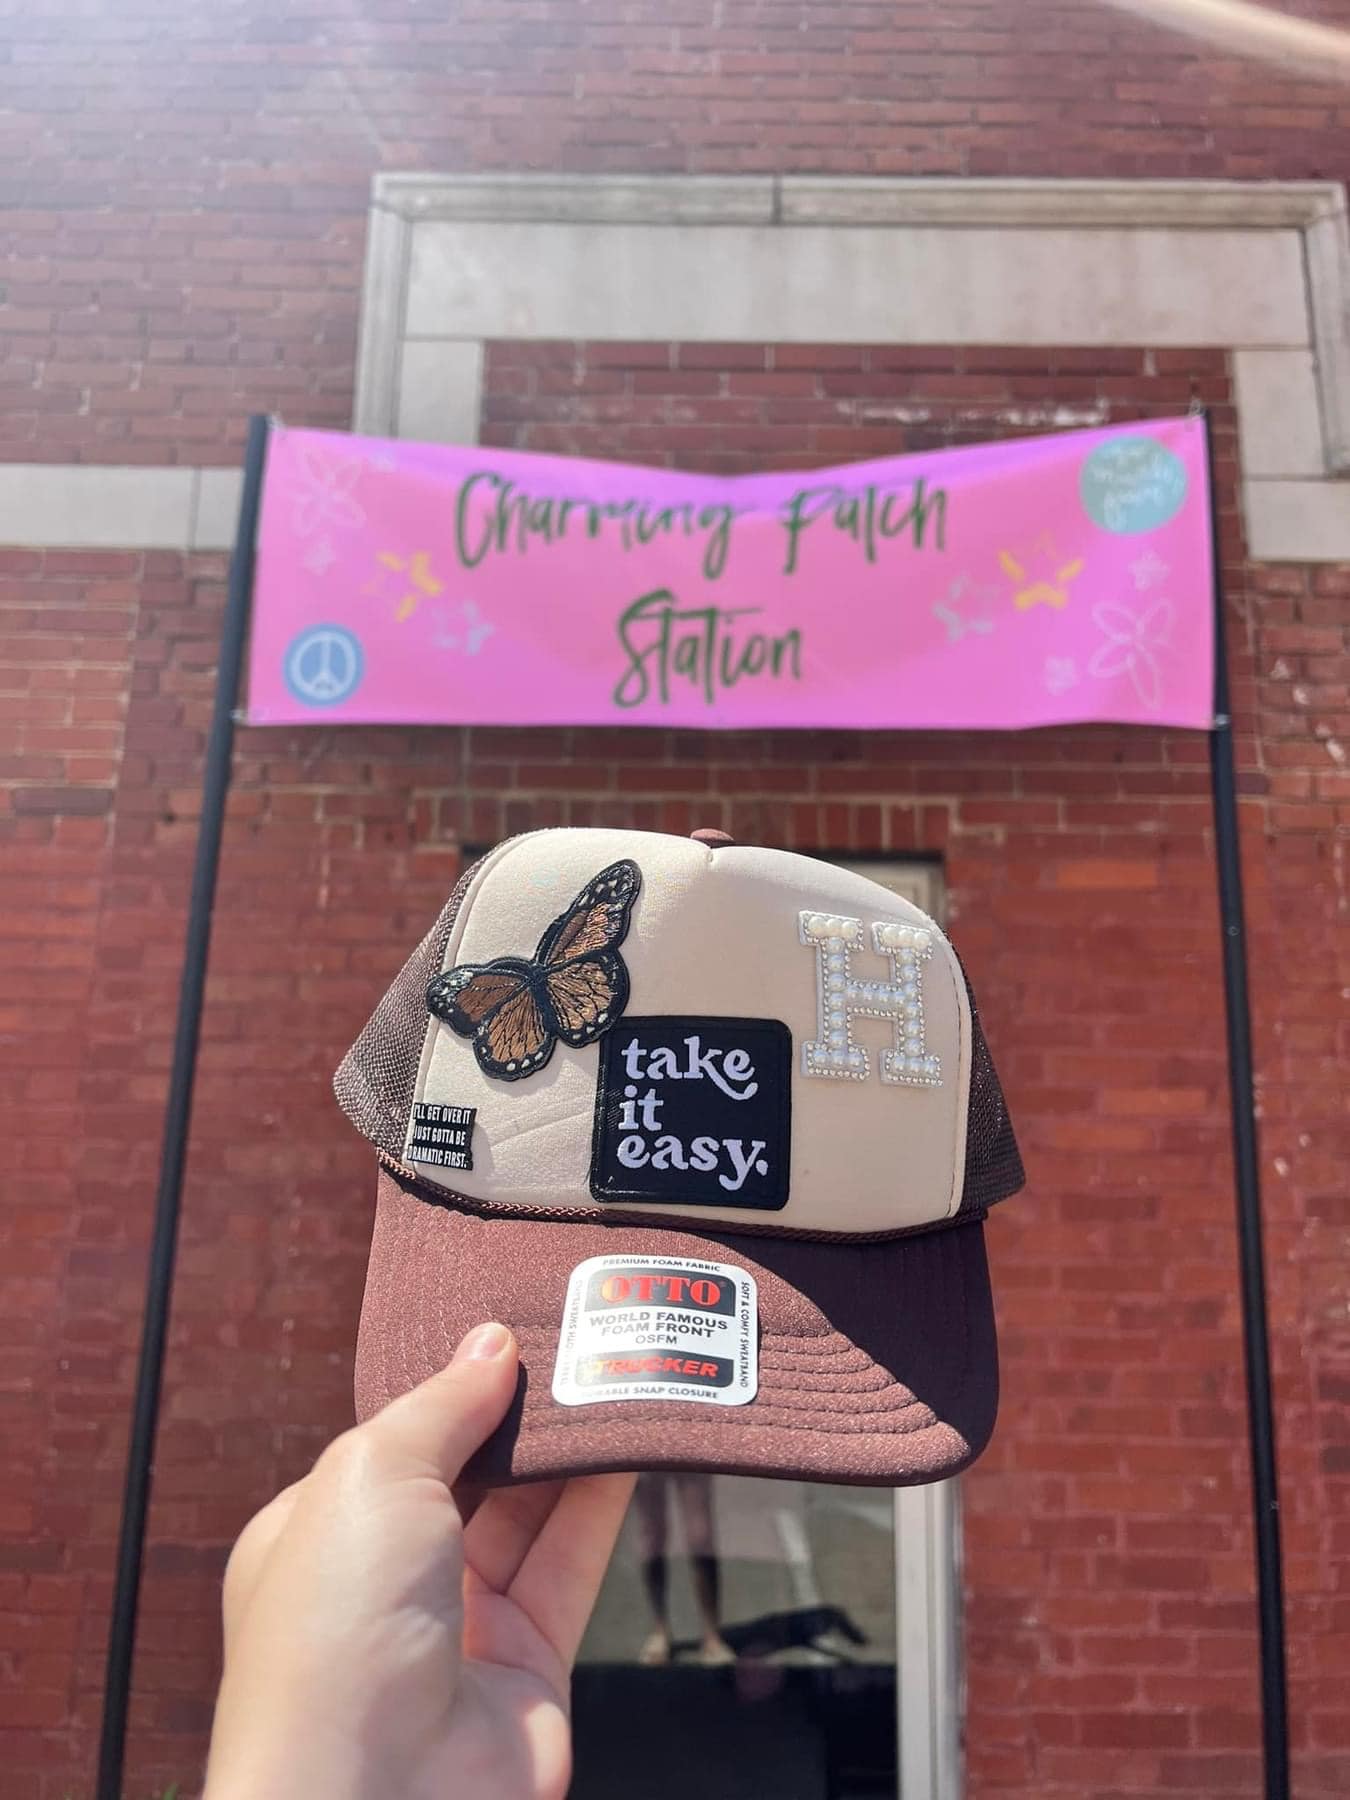 Charming Patch
Station
take
it
easy.
H
I'LL GET OVER IT
JUST GOTTA BE
DRAMATIC FIRST.
PREMIUM FOAM FABRIC
OTTO
WORLD FAMOUS
FOAM FRONT
OSFM
TRUCKER
SOFT & COMFY SWEATBAND
SNAP CLOSURE